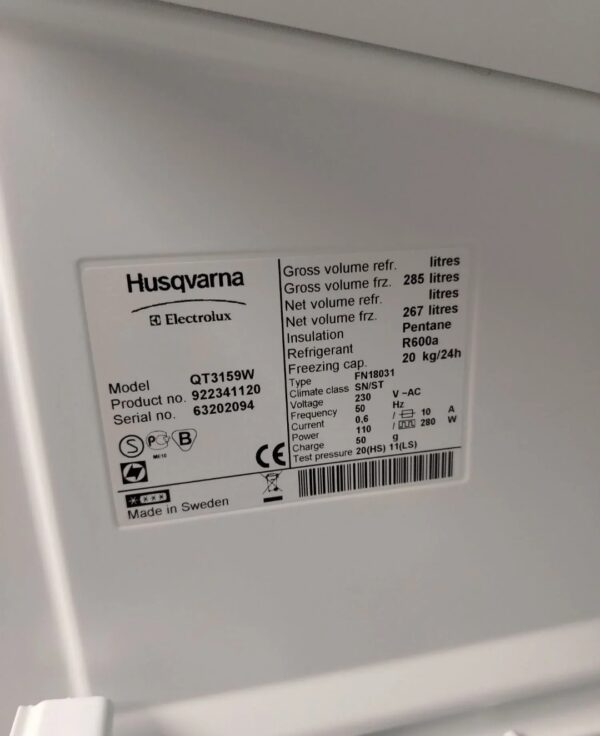 Husqvarna
Electrolux
Model QT3159W
Product no. 922341120
Serial no. 63202094
S PC B
ME10
CE
Made in Sweden
Gross volume refr. litres
Gross volume frz. 285 litres
Net volume refr. litres
Net volume frz. 267 litres
Insulation Pentane
Refrigerant R600a
Freezing cap. 20 kg/24h
Type FN18031
Climate class SN/ST
Voltage 230 V ~AC
Frequency 50 Hz
Current 0,6 / 10 A
Power 110 / 280 W
Charge 50 g
Test pressure 20(HS) 11(LS)